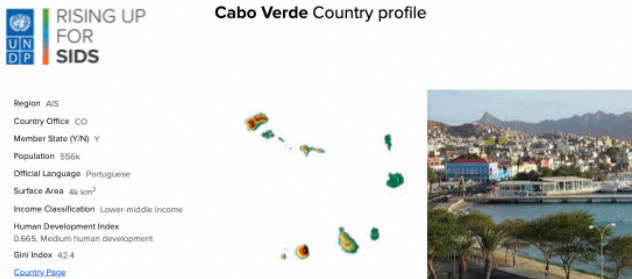 Cabo Verde Country profile
U N
D P
RISING UP
FOR
SIDS
Region AIS
Country Office CO
Member State (Y/N) Y
Population 556k
Official Language Portuguese
Surface Area 4k km²
Income Classification Lower-middle income
Human Development Index
0.665, Medium human development
Gini Index 42.4
Country Page